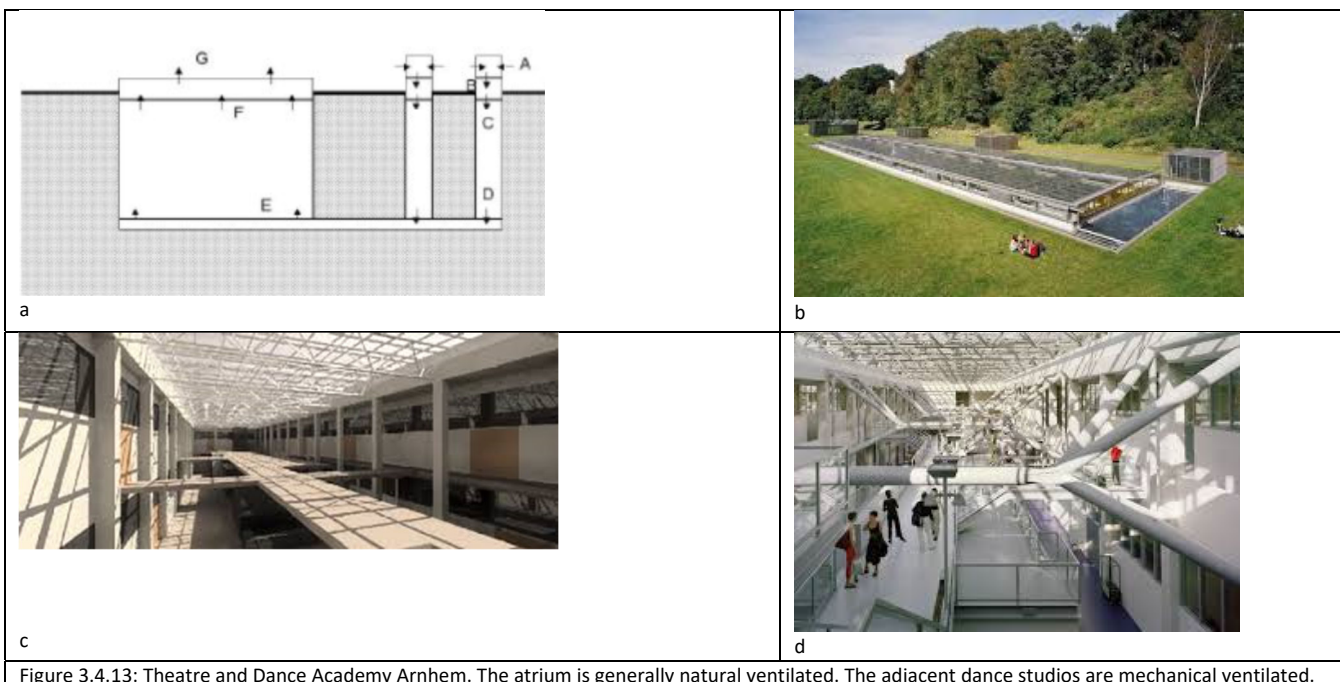 G
A
B
F
C
D
E
a
b
c
d
Figure 3.4.13: Theatre and Dance Academy Arnhem. The atrium is generally natural ventilated. The adjacent dance studios are mechanical ventilated.